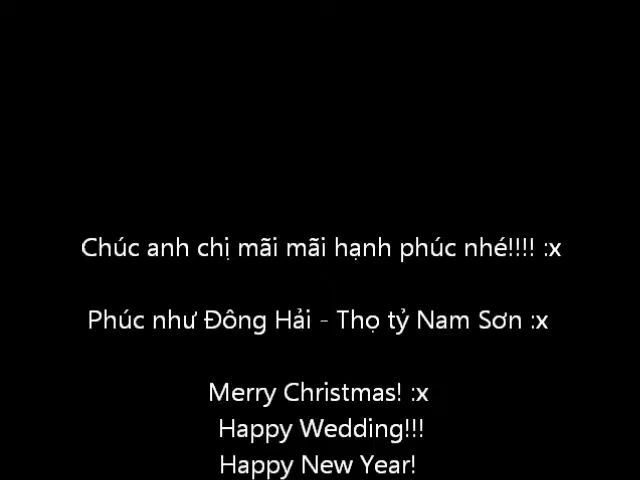 Chúc anh chị mãi mãi hạnh phúc nhé!!!! :x
Phúc như Đông Hải - Thọ tỷ Nam Sơn :x
Merry Christmas! :x
Happy Wedding!!!
Happy New Year!